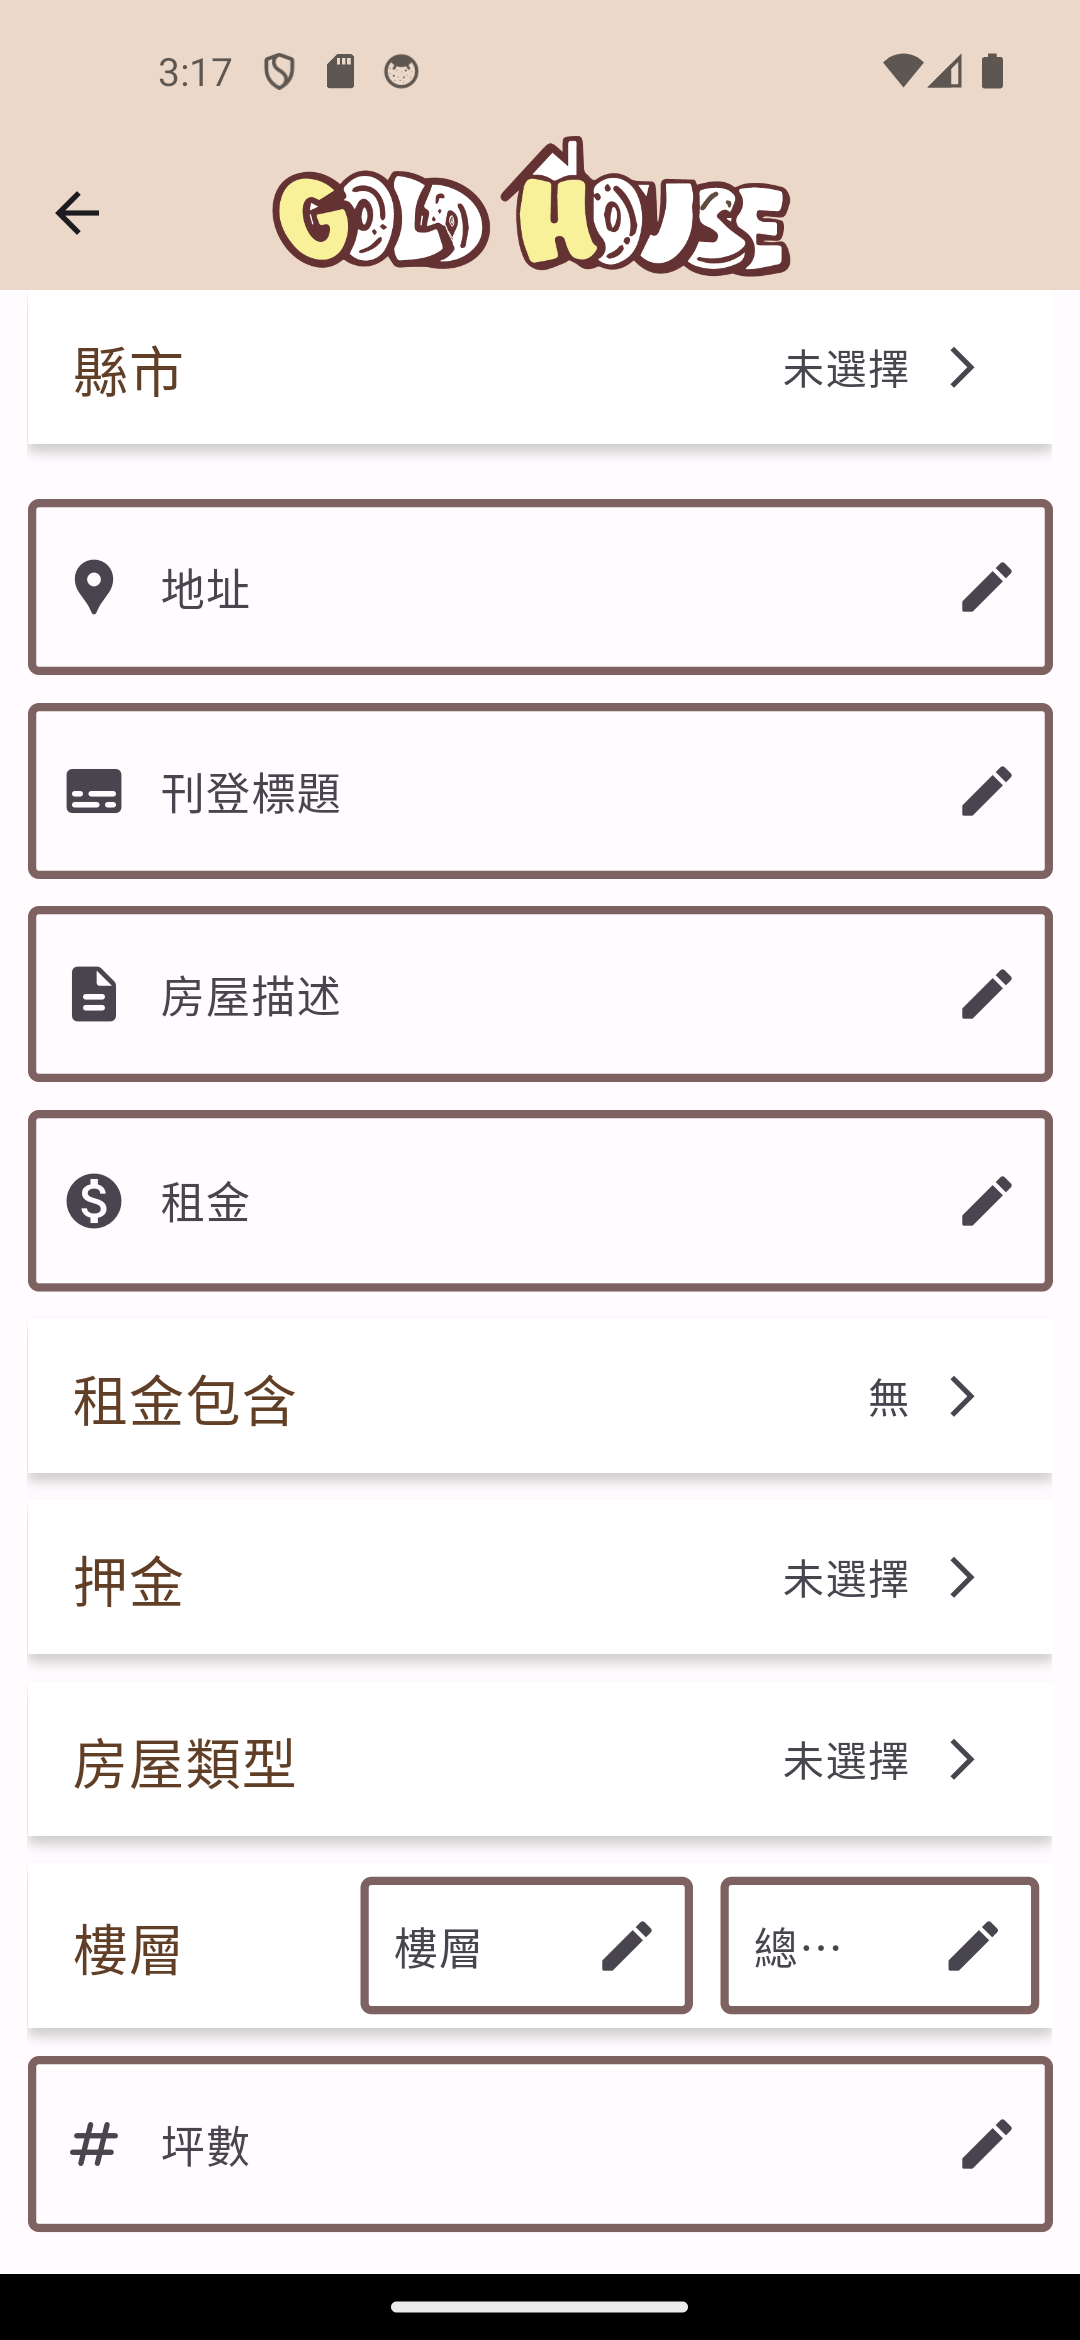 3:17
GOLD HOUSE
縣市 未選擇
地址
刊登標題
房屋描述
租金
租金包含 無
押金 未選擇
房屋類型 未選擇
樓層 樓層 總…
坪數